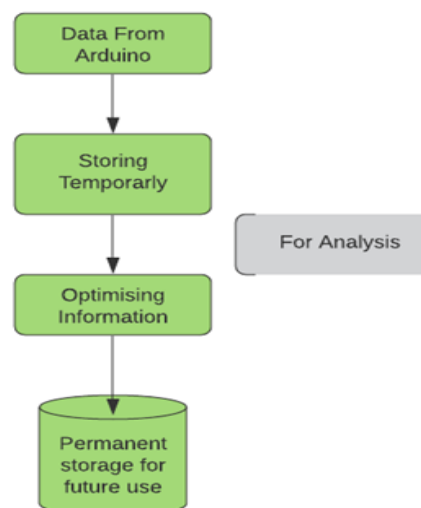 Data From
Arduino
Storing
Temporarly
For Analysis
Optimising
Information
Permanent
storage for
future use